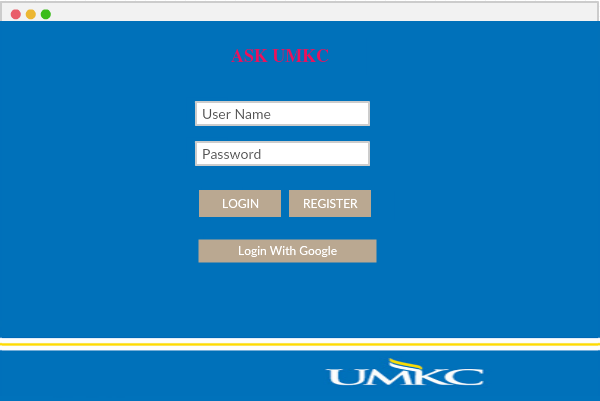 ASK UMKC
User Name
Password
LOGIN REGISTER
Login With Google
UMKC